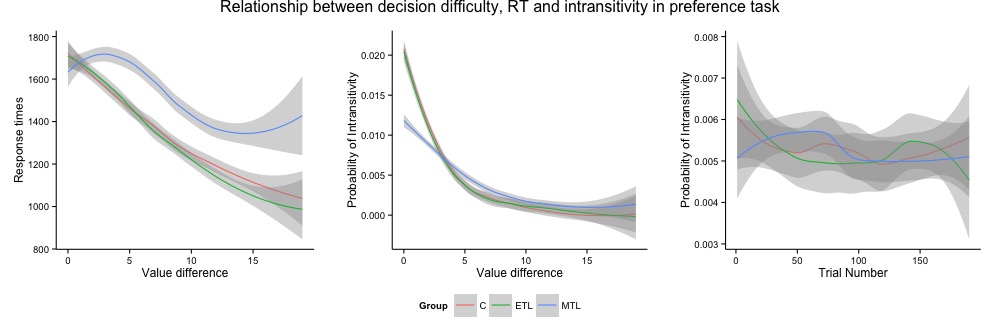 Relationship between decision difficulty, RT and intransitivity in preference task
1800
1600
1400
1200
1000
800
Response times
0 5 10 15
Value difference
0.020
0.015
0.010
0.005
0.000
Probability of Intransitivity
0 5 10 15
Value difference
0.008
0.007
0.006
0.005
0.004
0.003
Probability of Intransitivity
0 50 100 150
Trial Number
Group C ETL MTL